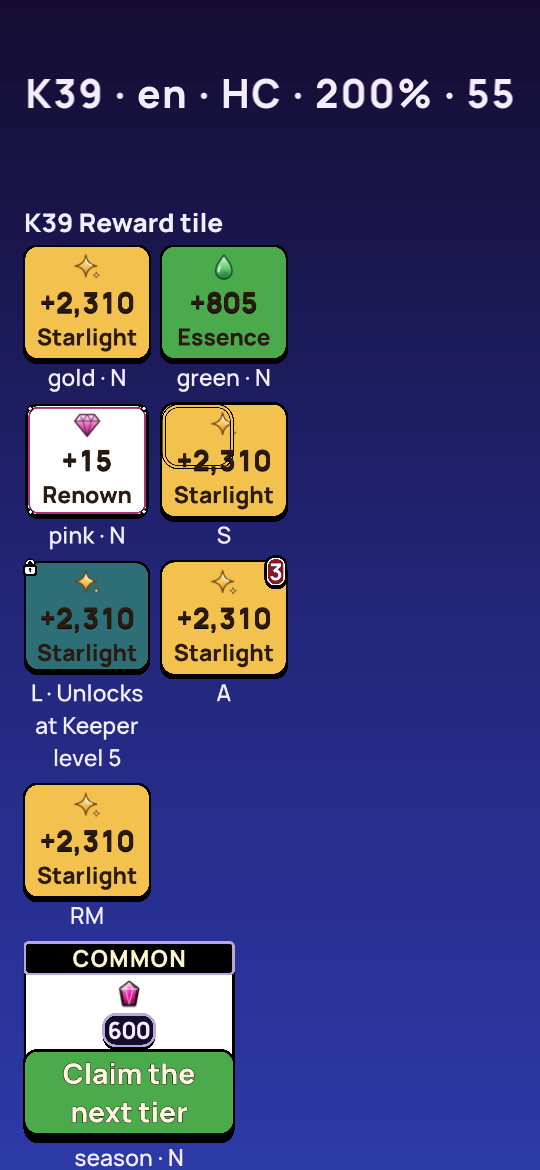 K39 · en · HC · 200% · 55
K39 Reward tile
+2,310
Starlight
gold · N
+805
Essence
green · N
+15
Renown
pink · N
+2,310
Starlight
S
+2,310
Starlight
L · Unlocks
at Keeper
level 5
3
+2,310
Starlight
A
+2,310
Starlight
RM
COMMON
600
Claim the
next tier
season · N